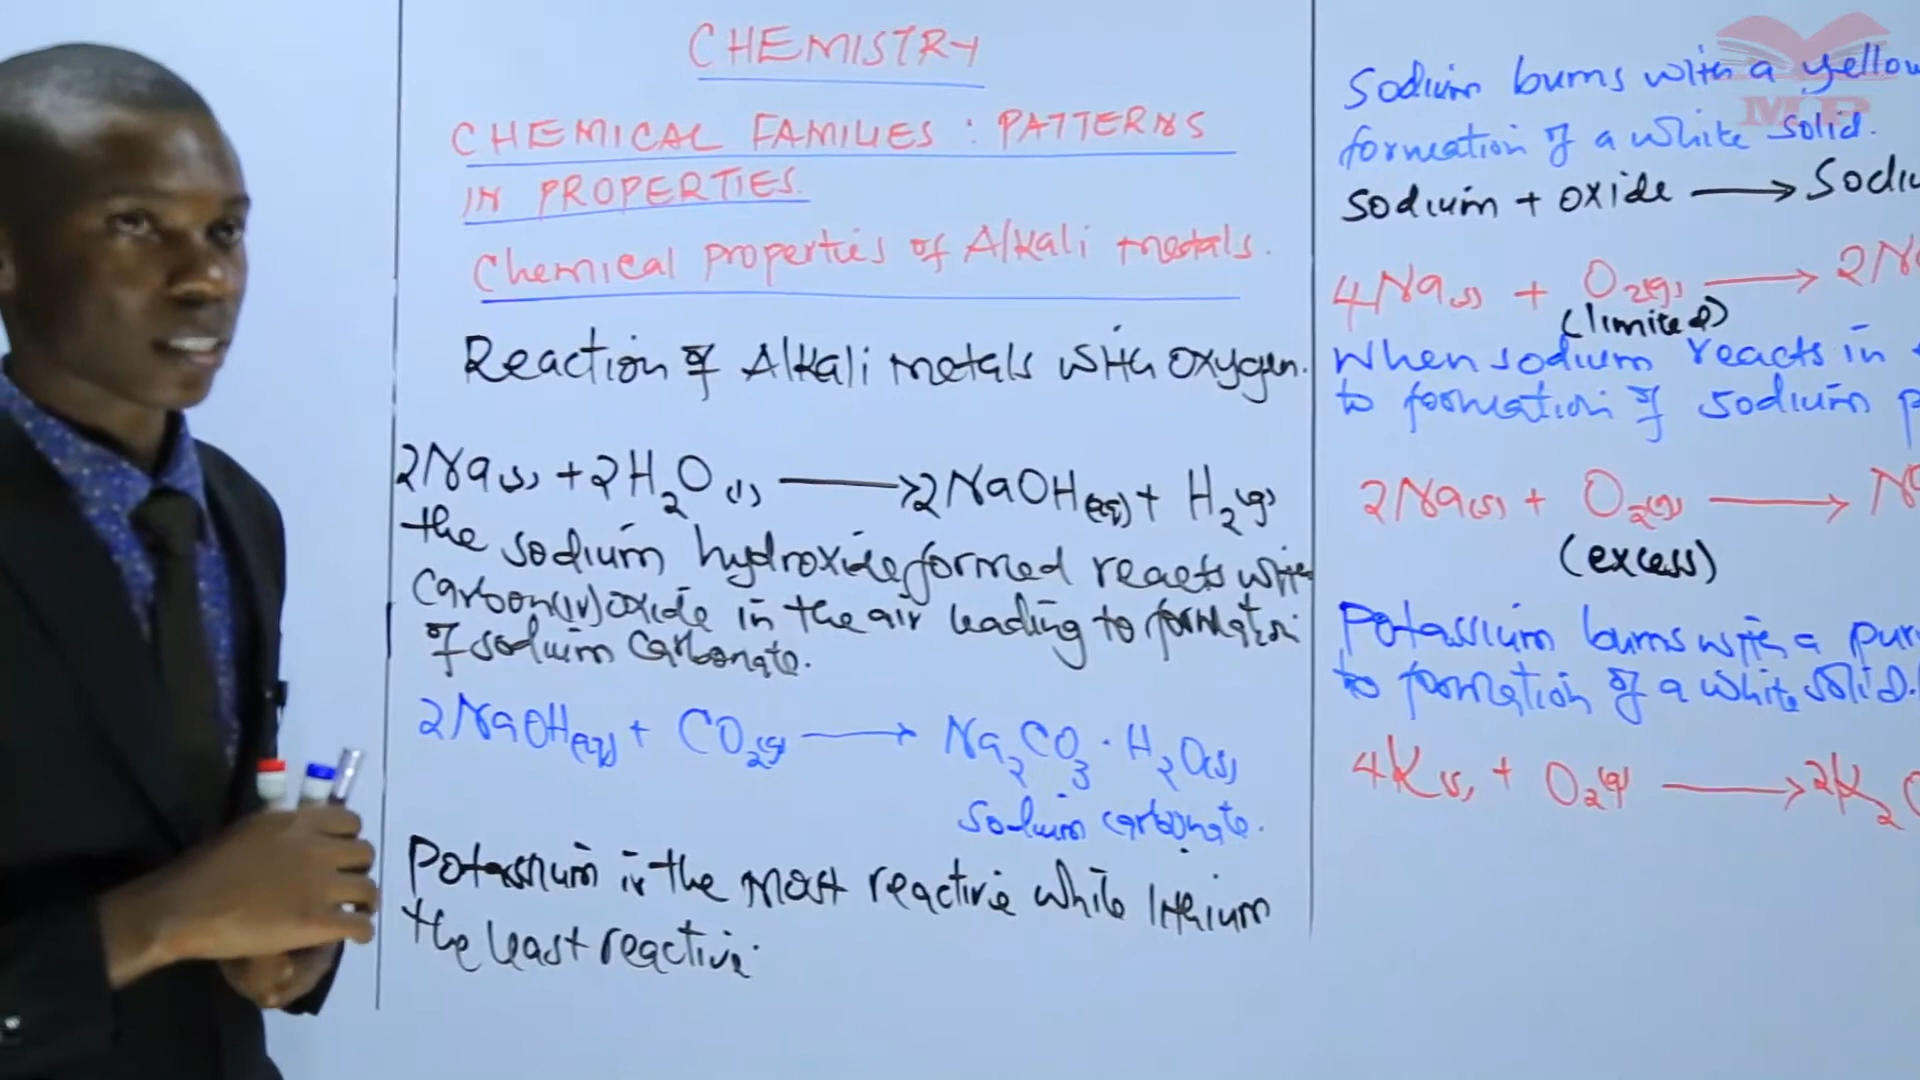 CHEMISTRY
CHEMICAL FAMILIES : PATTERNS
IN PROPERTIES.
Chemical properties of Alkali metals.
Reaction of Alkali metals with oxygen.
2Na(s) + 2H₂O(l) ⟶ 2NaOH(aq) + H₂(g)
the sodium hydroxide formed reacts with
carbon(iv)oxide in the air leading to formation
of sodium carbonate.
2NaOH(aq) + CO₂(g) ⟶ Na₂CO₃·H₂O(s)
Sodium carbonate.
Potassium is the most reactive while lithium
the least reactive.
Sodium burns with a yellow
formation of a white solid.
sodium + oxide ⟶ Sodiu
4Na(s) + O₂(g) ⟶ 2Na
(limited)
When sodium reacts in
to formation of sodium p
2Na(s) + O₂(g) ⟶ Na
(excess)
Potassium burns with a pur
to formation of a white solid.
4K(s) + O₂(g) ⟶ 2K₂
MP